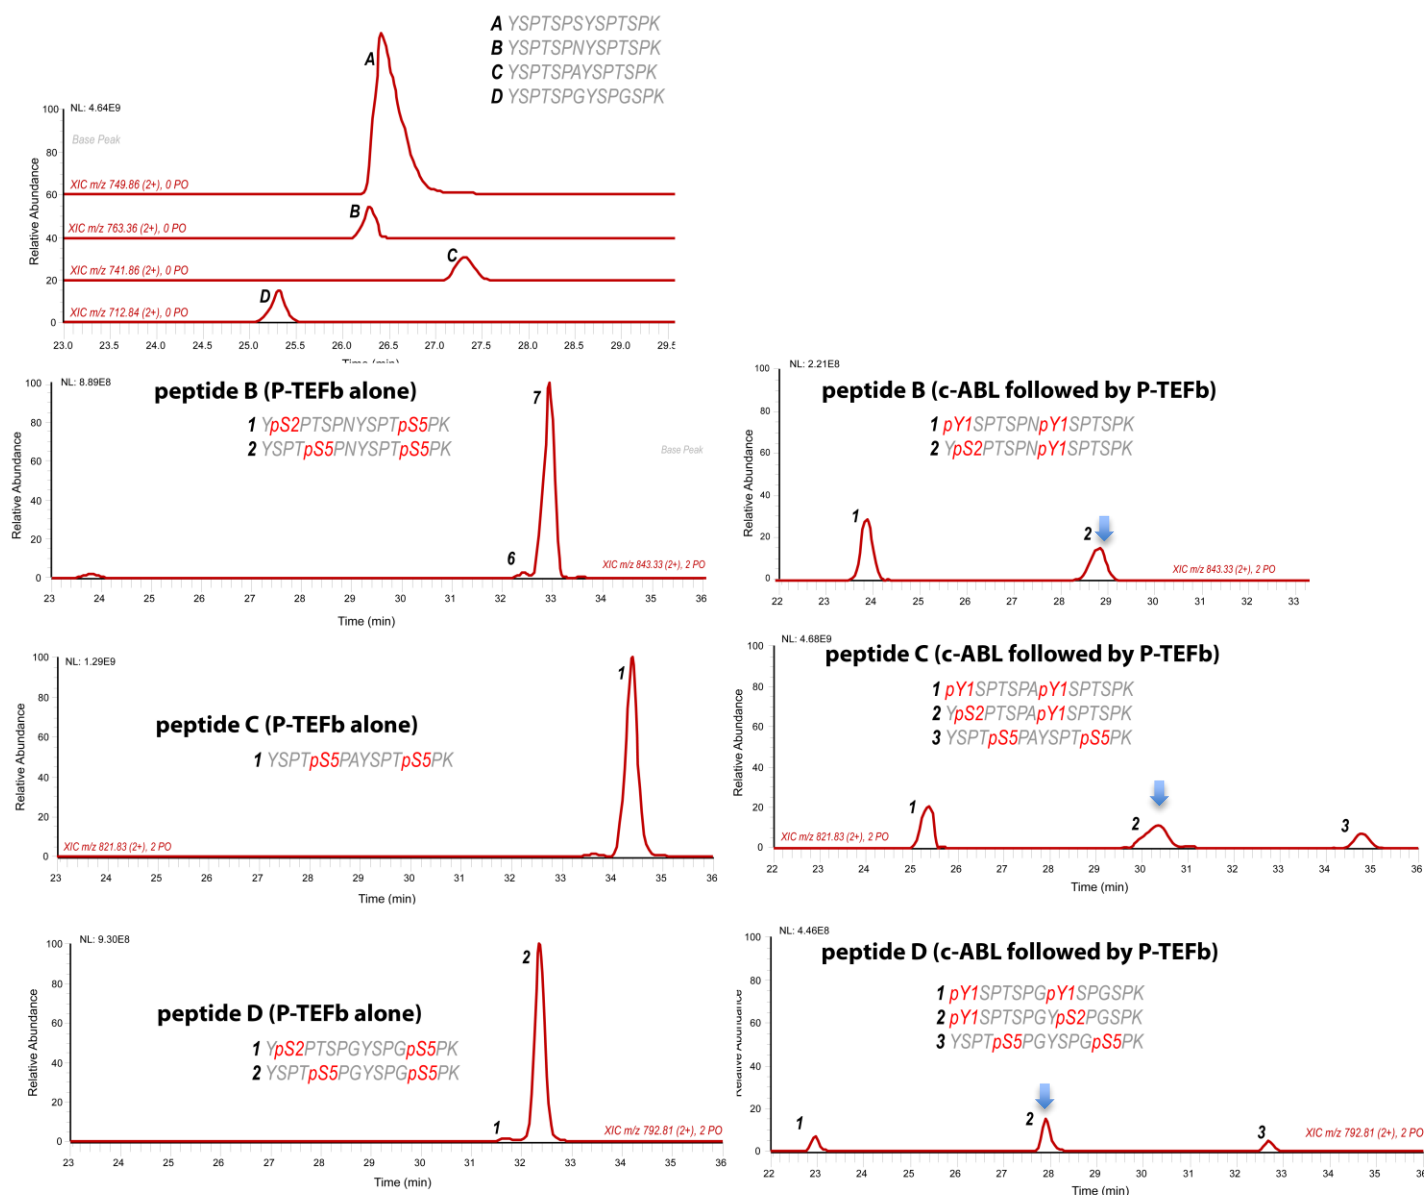 A YSPTSPSYSPTSPK
B YSPTSPNYSPTSPK
C YSPTSPAYSPTSPK
D YSPTSPGYSPGSPK
NL: 4.64E9
Base Peak
Relative Abundance
100
80
60
40
20
0
A
B
C
D
XIC m/z 749.86 (2+), 0 PO
XIC m/z 763.36 (2+), 0 PO
XIC m/z 741.86 (2+), 0 PO
XIC m/z 712.84 (2+), 0 PO
23.0 23.5 24.0 24.5 25.0 25.5 26.0 26.5 27.0 27.5 28.0 28.5 29.0 29.5
Time (min)
NL: 8.89E8
peptide B (P-TEFb alone)
1 YpS2PTSPNYSPTpS5PK
2 YSPTpS5PNYSPTpS5PK
7
6
Base Peak
XIC m/z 843.33 (2+), 2 PO
Relative Abundance
100
80
60
40
20
0
23 24 25 26 27 28 29 30 31 32 33 34 35 36
Time (min)
NL: 2.21E8
peptide B (c-ABL followed by P-TEFb)
1 pY1SPTSPNpY1SPTSPK
2 YpS2PTSPNpY1SPTSPK
1
2
XIC m/z 843.33 (2+), 2 PO
Relative Abundance
100
80
60
40
20
0
22 23 24 25 26 27 28 29 30 31 32 33
Time (min)
NL: 1.29E9
peptide C (P-TEFb alone)
1 YSPTpS5PAYSPTpS5PK
1
XIC m/z 821.83 (2+), 2 PO
Relative Abundance
100
80
60
40
20
0
23 24 25 26 27 28 29 30 31 32 33 34 35 36
Time (min)
NL: 4.68E9
peptide C (c-ABL followed by P-TEFb)
1 pY1SPTSPApY1SPTSPK
2 YpS2PTSPApY1SPTSPK
3 YSPTpS5PAYSPTpS5PK
1
2
3
XIC m/z 821.83 (2+), 2 PO
Relative Abundance
100
80
60
40
20
0
22 23 24 25 26 27 28 29 30 31 32 33 34 35 36
Time (min)
NL: 9.30E8
peptide D (P-TEFb alone)
1 YpS2PTSPGYSPGpS5PK
2 YSPTpS5PGYSPGpS5PK
2
1
XIC m/z 792.81 (2+), 2 PO
Relative Abundance
100
80
60
40
20
0
23 24 25 26 27 28 29 30 31 32 33 34 35 36
Time (min)
NL: 4.46E8
peptide D (c-ABL followed by P-TEFb)
1 pY1SPTSPGpY1SPGSPK
2 pY1SPTSPGYpS2PGSPK
3 YSPTpS5PGYSPGpS5PK
1
2
3
XIC m/z 792.81 (2+), 2 PO
Relative Abundance
100
80
60
40
20
0
22 23 24 25 26 27 28 29 30 31 32 33 34 35 36
Time (min)